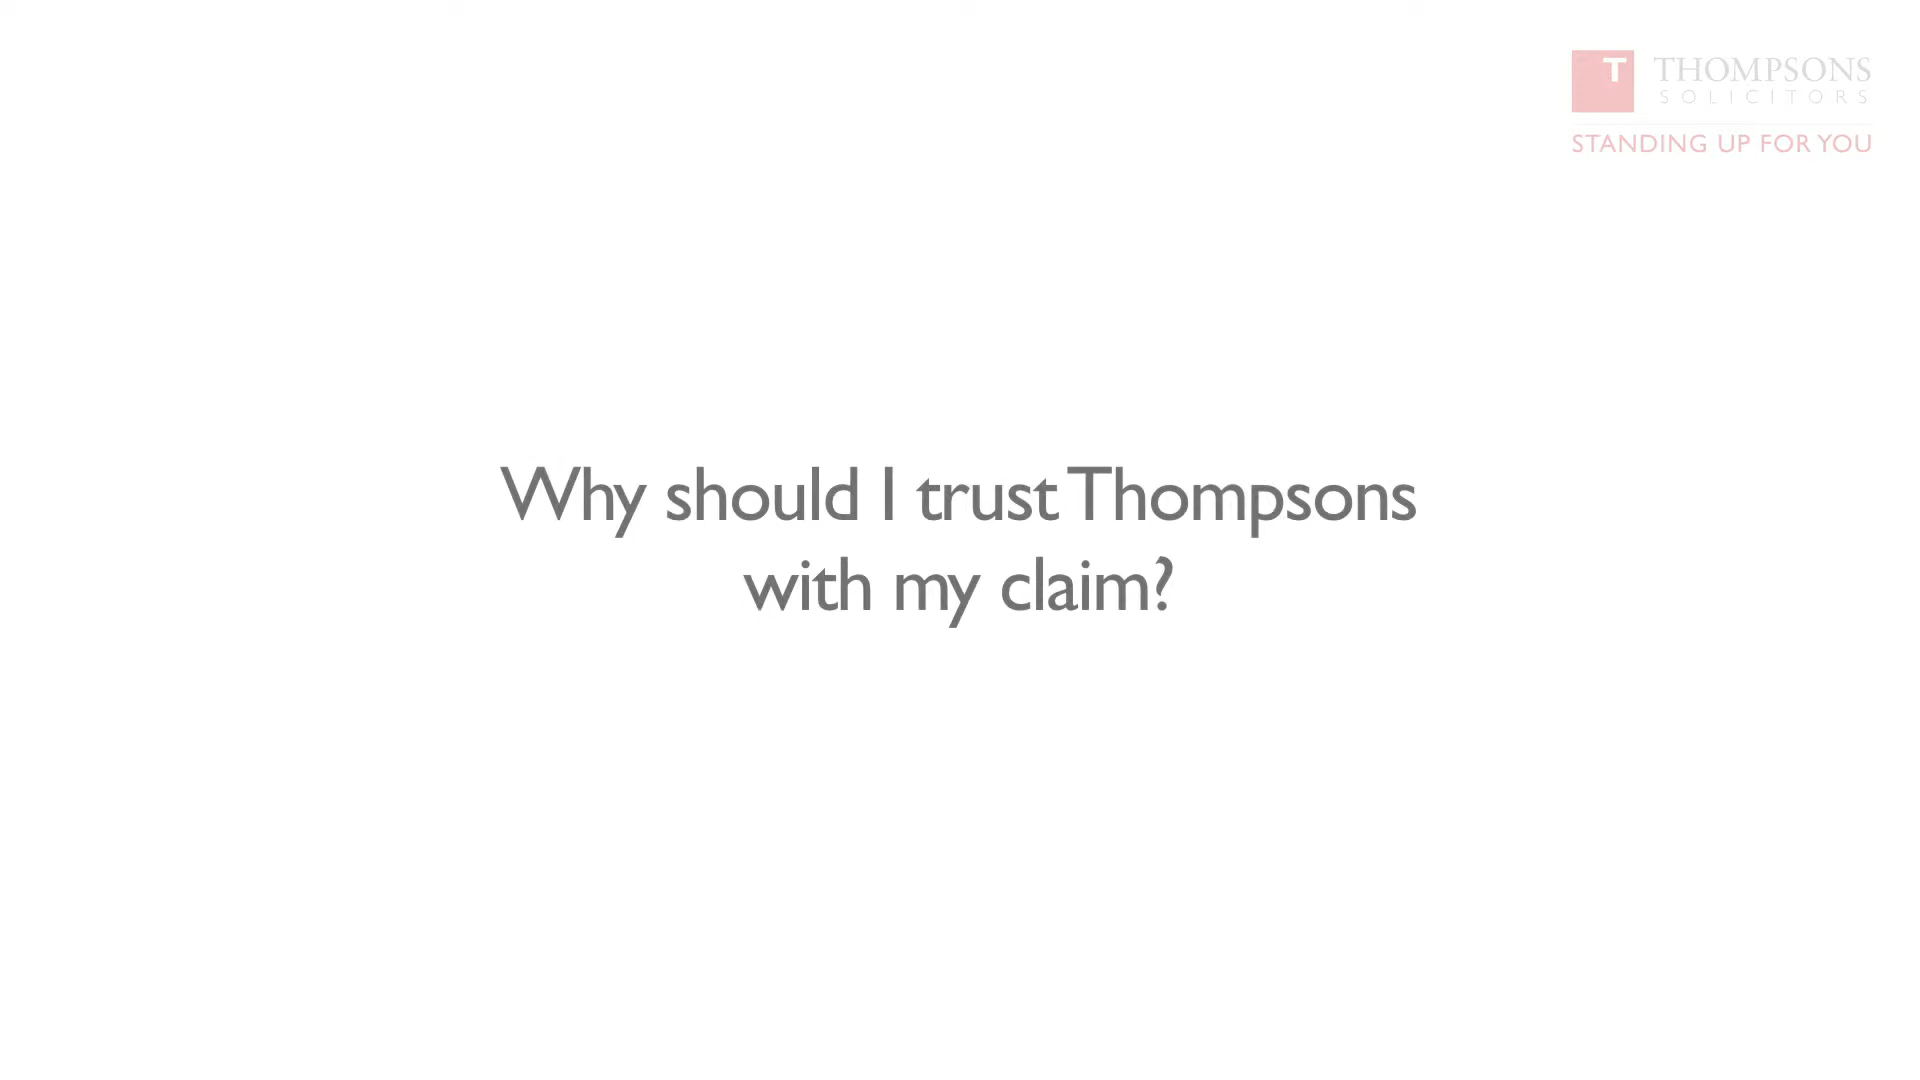 T THOMPSONS
SOLICITORS
STANDING UP FOR YOU
Why should I trust Thompsons
with my claim?